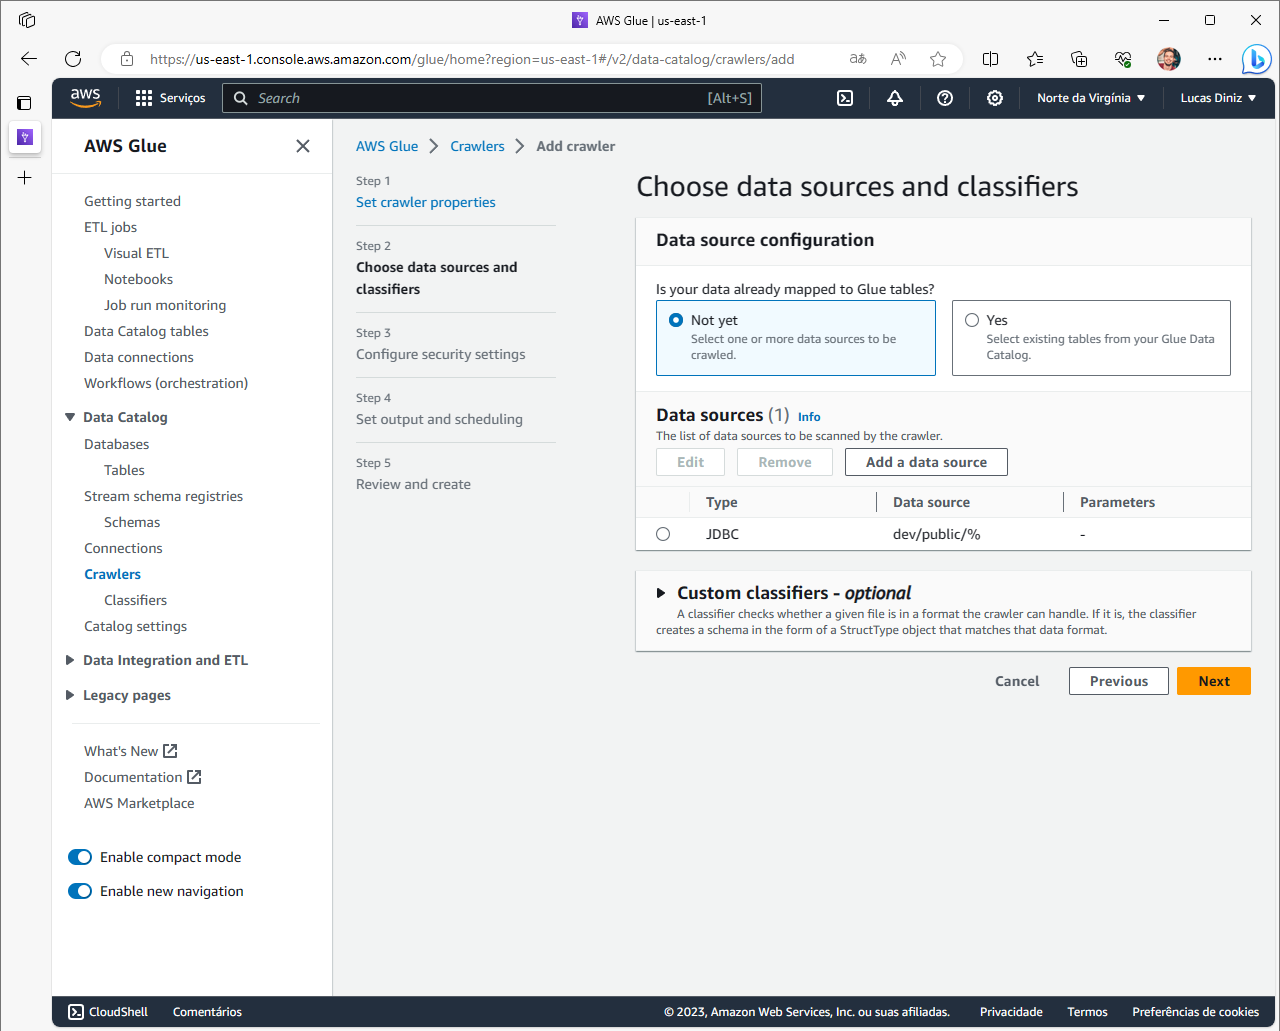 AWS Glue | us-east-1
https://us-east-1.console.aws.amazon.com/glue/home?region=us-east-1#/v2/data-catalog/crawlers/add
aws
Serviços
Search
[Alt+S]
Norte da Virgínia
Lucas Diniz
AWS Glue
Getting started
ETL jobs
Visual ETL
Notebooks
Job run monitoring
Data Catalog tables
Data connections
Workflows (orchestration)
Data Catalog
Databases
Tables
Stream schema registries
Schemas
Connections
Crawlers
Classifiers
Catalog settings
Data Integration and ETL
Legacy pages
What's New
Documentation
AWS Marketplace
Enable compact mode
Enable new navigation
AWS Glue
Crawlers
Add crawler
Step 1
Set crawler properties
Step 2
Choose data sources and
classifiers
Step 3
Configure security settings
Step 4
Set output and scheduling
Step 5
Review and create
Choose data sources and classifiers
Data source configuration
Is your data already mapped to Glue tables?
Not yet
Select one or more data sources to be
crawled.
Yes
Select existing tables from your Glue Data
Catalog.
Data sources (1) Info
The list of data sources to be scanned by the crawler.
Edit
Remove
Add a data source
Type
Data source
Parameters
JDBC
dev/public/%
-
Custom classifiers - optional
A classifier checks whether a given file is in a format the crawler can handle. If it is, the classifier
creates a schema in the form of a StructType object that matches that data format.
Cancel
Previous
Next
CloudShell
Comentários
© 2023, Amazon Web Services, Inc. ou suas afiliadas.
Privacidade
Termos
Preferências de cookies